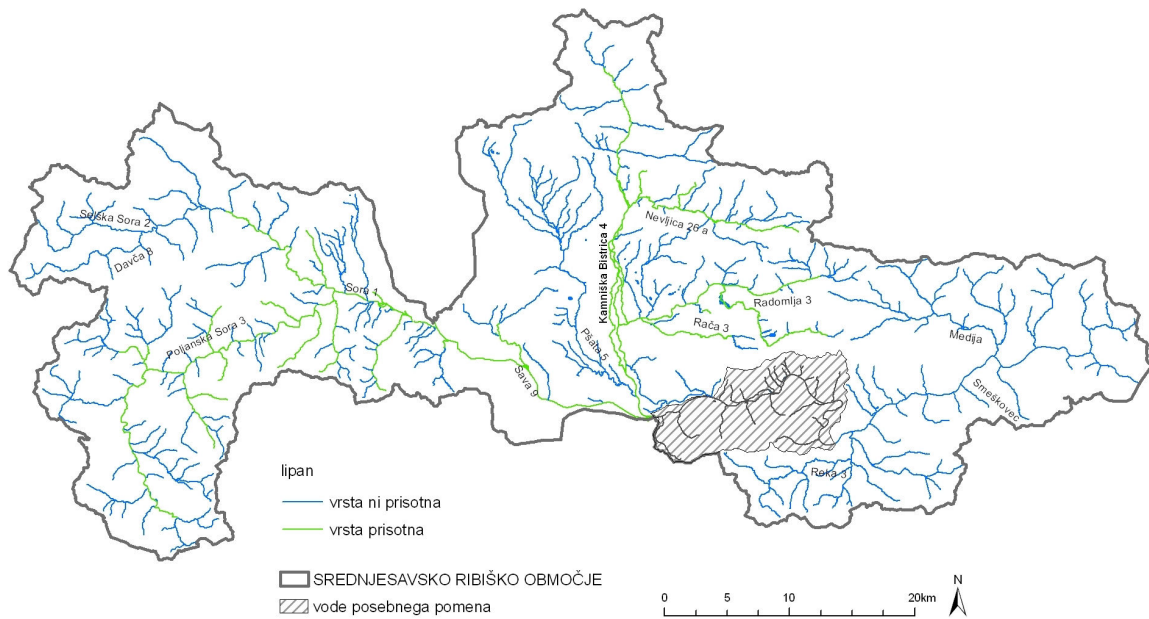 Selška Sora 2
Davča 8
Nevljica 26 a
Kamniška Bistrica 4
Sora 1
Radomlja 3
Rača 3
Poljanska Sora 3
Pšata 5
Medija
Sava 9
Smeškovec
Reka 3
lipan
vrsta ni prisotna
vrsta prisotna
SREDNJESAVSKO RIBIŠKO OBMOČJE
vode posebnega pomena
N
0 5 10 20km